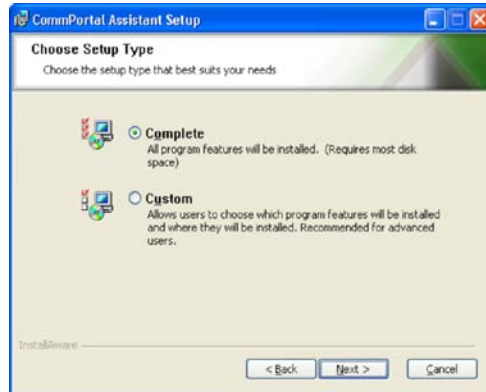 CommPortal Assistant Setup
Choose Setup Type
Choose the setup type that best suits your needs
Complete
All program features will be installed. (Requires most disk
space)
Custom
Allows users to choose which program features will be installed
and where they will be installed. Recommended for advanced
users.
InstallAware
< Back
Next >
Cancel